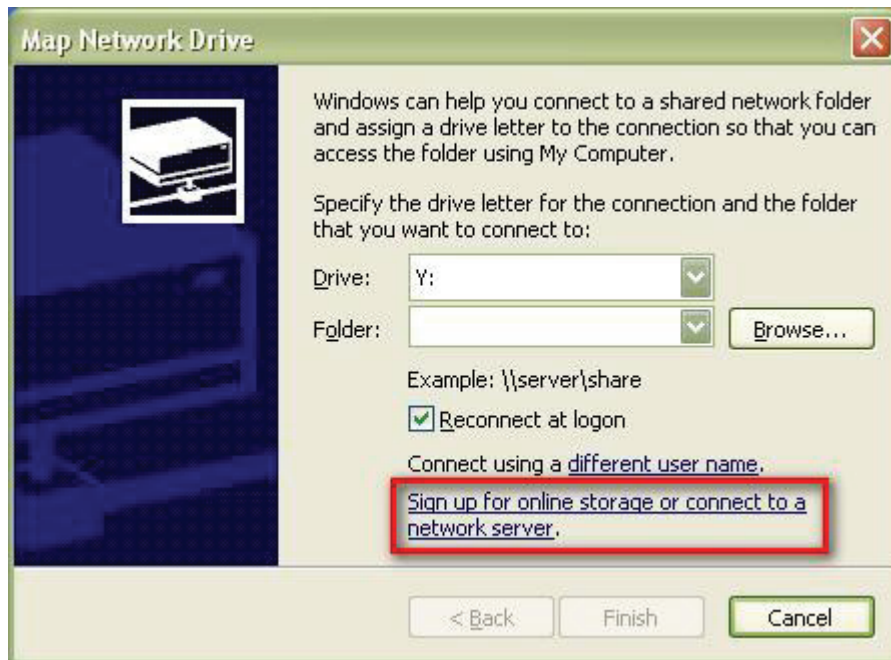 Map Network Drive
Windows can help you connect to a shared network folder
and assign a drive letter to the connection so that you can
access the folder using My Computer.
Specify the drive letter for the connection and the folder
that you want to connect to:
Drive: Y:
Folder: Browse...
Example: \\server\share
Reconnect at logon
Connect using a different user name.
Sign up for online storage or connect to a
network server.
< Back Finish Cancel